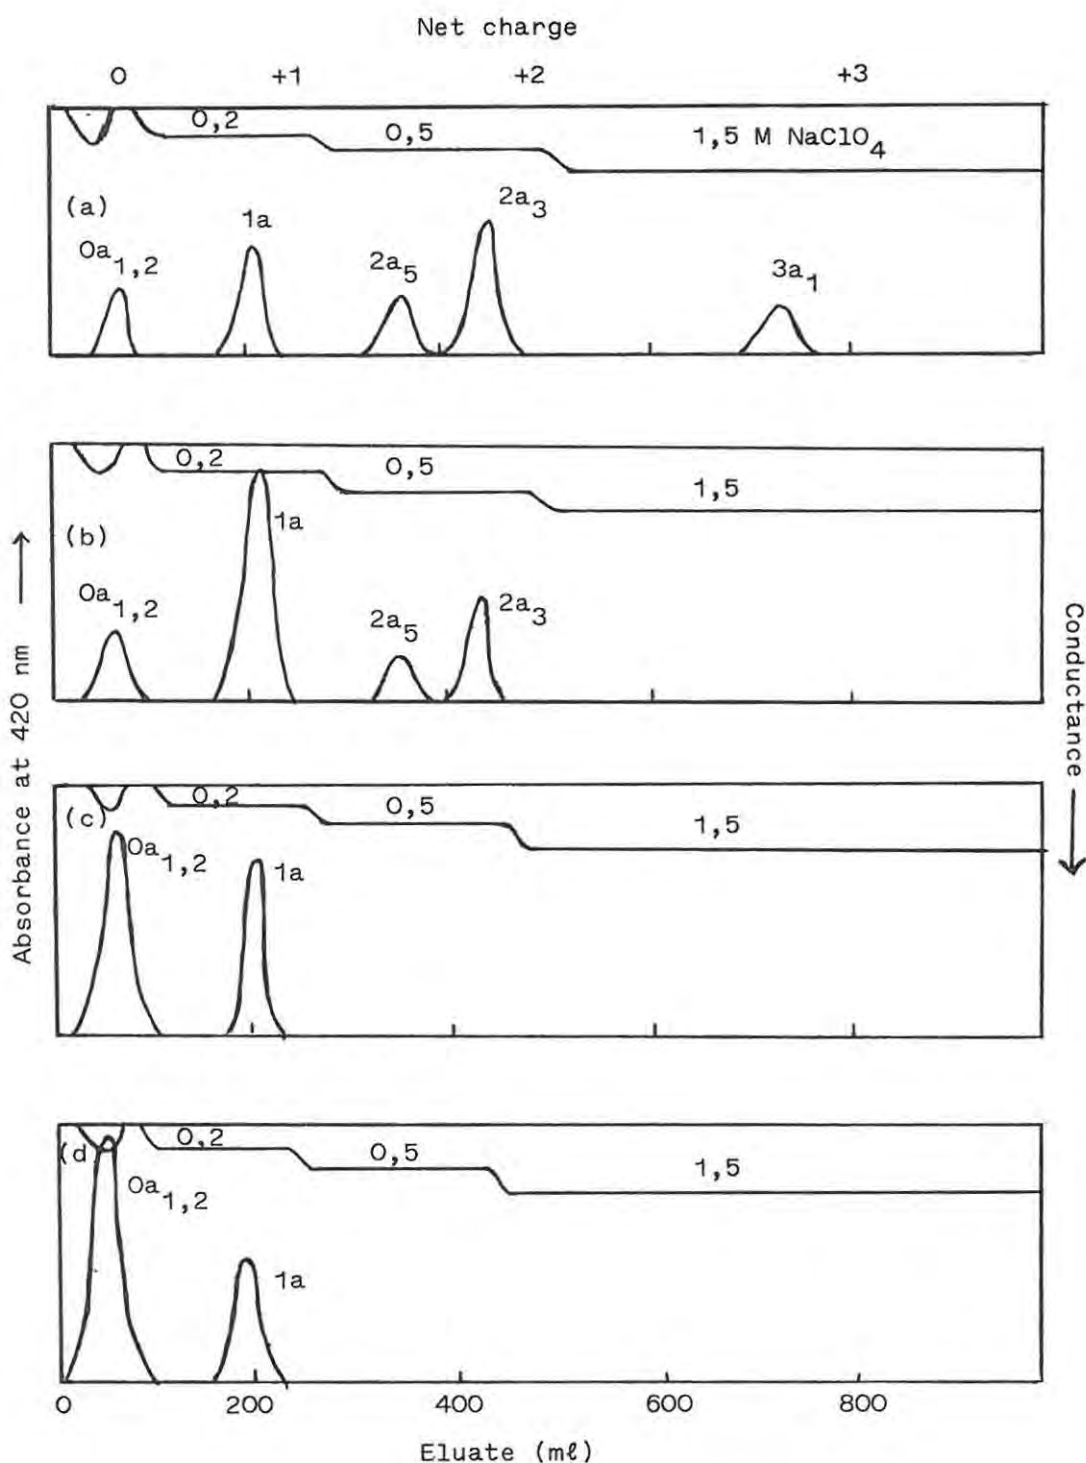 Net charge
0 +1 +2 +3
0,2 0,5 1,5 M NaClO4
(a)
0a1,2 1a 2a5 2a3 3a1
0,2 0,5 1,5
(b)
0a1,2 1a 2a5 2a3
0,2 0,5 1,5
(c)
0a1,2 1a
0,2 0,5 1,5
(d
0a1,2 1a
0 200 400 600 800
Eluate (mℓ)
Absorbance at 420 nm →
Conductance →